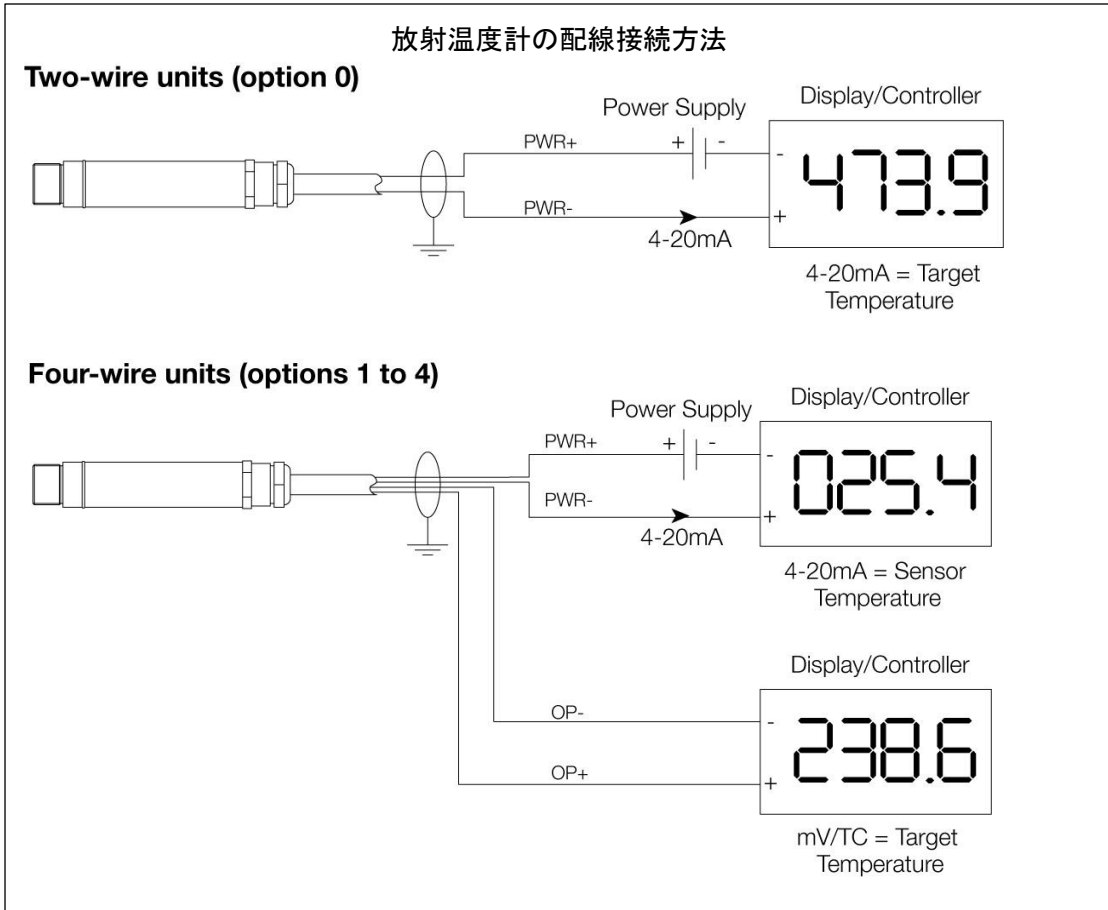 放射温度計の配線接続方法
Two-wire units (option 0)
Power Supply
Display/Controller
PWR+
+
-
-
473.9
PWR-
+
4-20mA
4-20mA = Target
Temperature
Four-wire units (options 1 to 4)
Power Supply
Display/Controller
PWR+
+
-
-
025.4
PWR-
+
4-20mA
4-20mA = Sensor
Temperature
Display/Controller
OP-
-
238.6
OP+
+
mV/TC = Target
Temperature